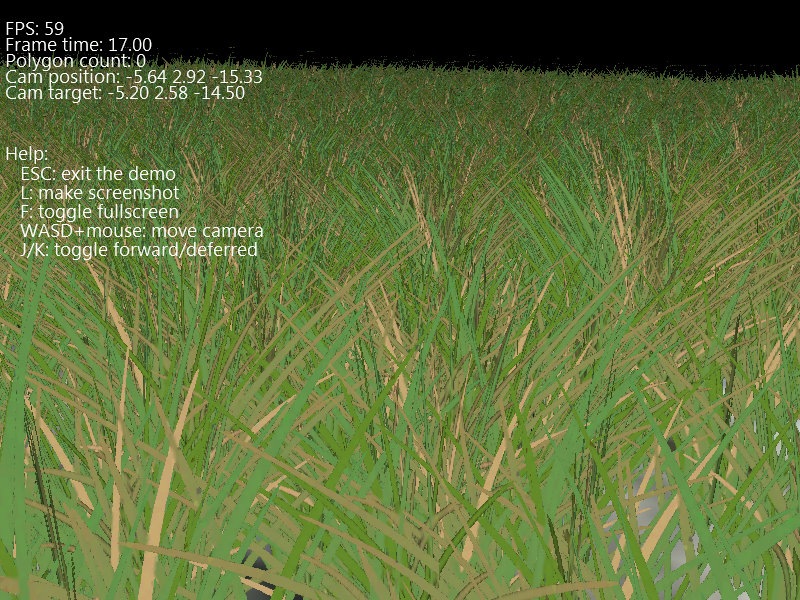 FPS: 59
Frame time: 17.00
Polygon count: 0
Cam position: -5.64 2.92 -15.33
Cam target: -5.20 2.58 -14.50
Help:
ESC: exit the demo
L: make screenshot
F: toggle fullscreen
WASD+mouse: move camera
J/K: toggle forward/deferred